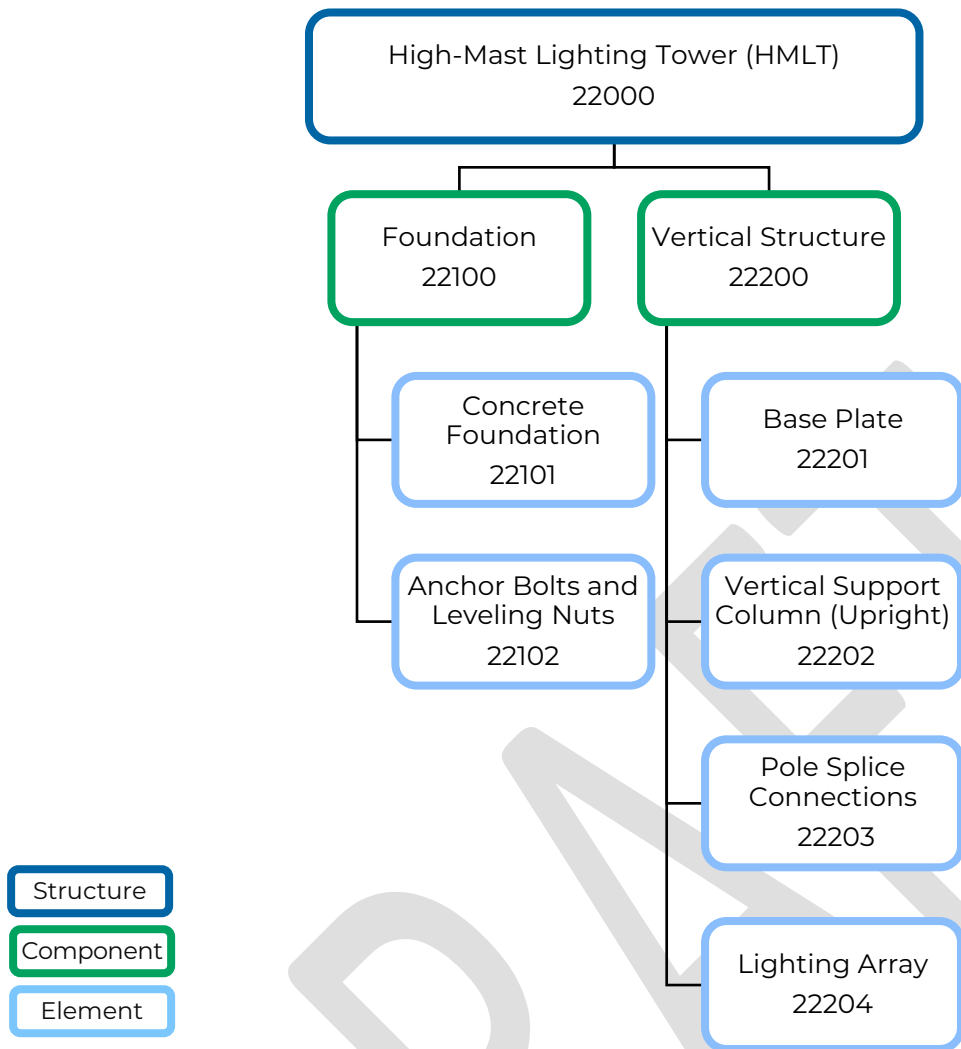 High-Mast Lighting Tower (HMLT)
22000
Foundation
22100
Vertical Structure
22200
Concrete
Foundation
22101
Base Plate
22201
Anchor Bolts and
Leveling Nuts
22102
Vertical Support
Column (Upright)
22202
Pole Splice
Connections
22203
Lighting Array
22204
Structure
Component
Element
DRAFT